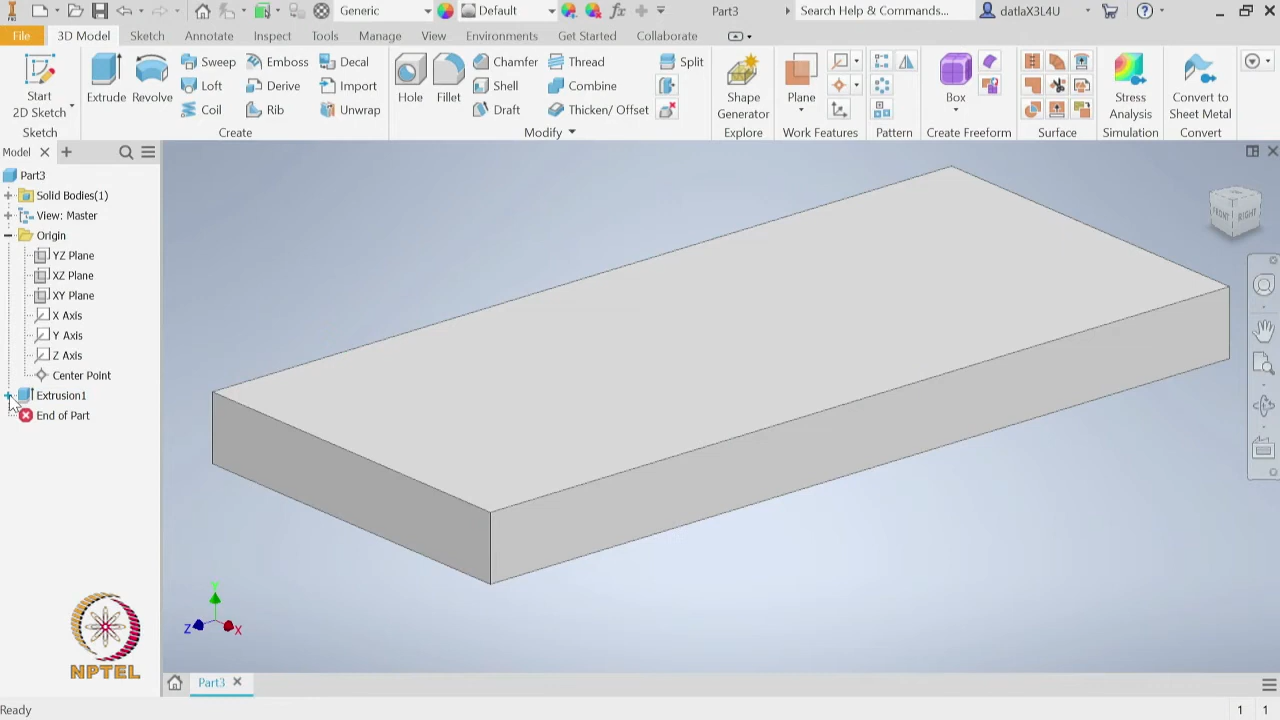 Generic
Default
Part3
Search Help & Commands...
datlaX3L4U
File
3D Model
Sketch
Annotate
Inspect
Tools
Manage
View
Environments
Get Started
Collaborate
Start
2D Sketch
Sketch
Extrude
Revolve
Sweep
Loft
Coil
Emboss
Derive
Rib
Decal
Import
Unwrap
Create
Hole
Fillet
Chamfer
Shell
Draft
Thread
Combine
Thicken/ Offset
Split
Modify
Shape
Generator
Explore
Plane
Work Features
Pattern
Box
Create Freeform
Surface
Stress
Analysis
Simulation
Convert to
Sheet Metal
Convert
Model
Part3
Solid Bodies(1)
View: Master
Origin
YZ Plane
XZ Plane
XY Plane
X Axis
Y Axis
Z Axis
Center Point
Extrusion1
End of Part
FRONT
RIGHT
Y
Z
X
NPTEL
Part3
Ready
1
1